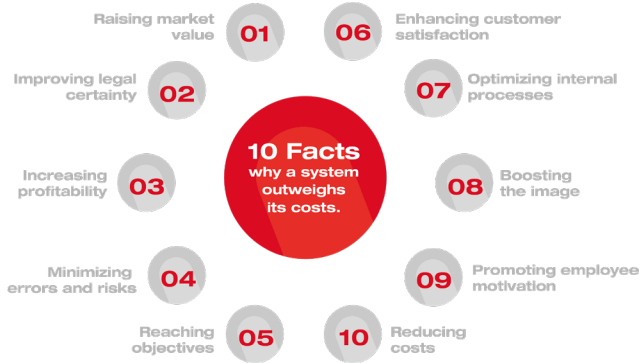 10 Facts
why a system
outweighs
its costs.
Raising market
value
01
Improving legal
certainty
02
Increasing
profitability
03
Minimizing
errors and risks
04
Reaching
objectives
05
06
Enhancing customer
satisfaction
07
Optimizing internal
processes
08
Boosting
the image
09
Promoting employee
motivation
10
Reducing
costs